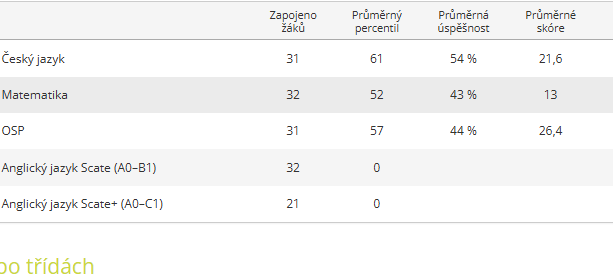 Zapojeno žáků Průměrný percentil Průměrná úspěšnost Průměrné skóre
Český jazyk 31 61 54 % 21,6
Matematika 32 52 43 % 13
OSP 31 57 44 % 26,4
Anglický jazyk Scate (A0–B1) 32 0
Anglický jazyk Scate+ (A0–C1) 21 0
po třídách